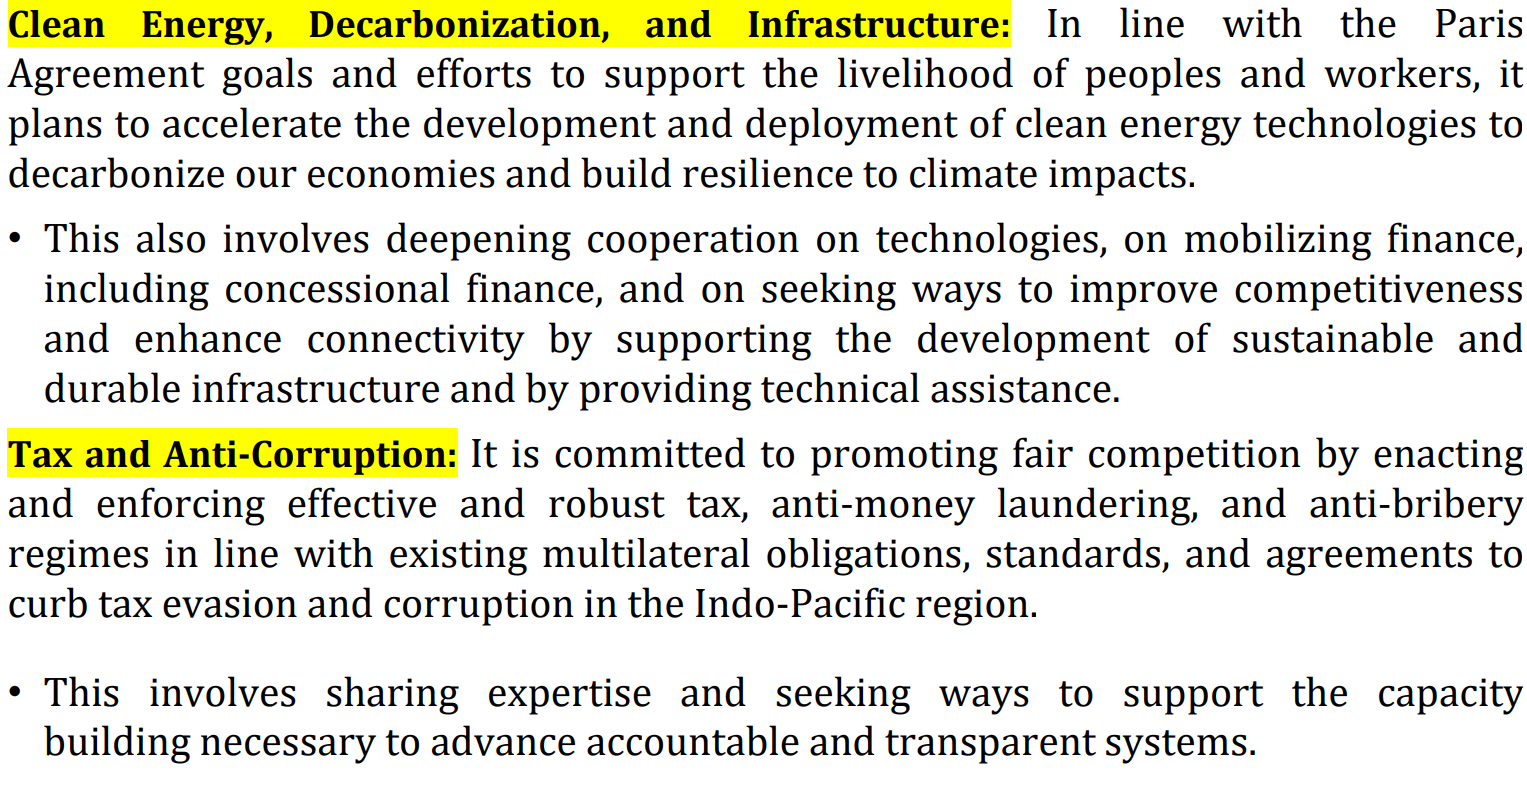 Clean Energy, Decarbonization, and Infrastructure: In line with the Paris
Agreement goals and efforts to support the livelihood of peoples and workers, it
plans to accelerate the development and deployment of clean energy technologies to
decarbonize our economies and build resilience to climate impacts.
• This also involves deepening cooperation on technologies, on mobilizing finance,
including concessional finance, and on seeking ways to improve competitiveness
and enhance connectivity by supporting the development of sustainable and
durable infrastructure and by providing technical assistance.
Tax and Anti-Corruption: It is committed to promoting fair competition by enacting
and enforcing effective and robust tax, anti-money laundering, and anti-bribery
regimes in line with existing multilateral obligations, standards, and agreements to
curb tax evasion and corruption in the Indo-Pacific region.
• This involves sharing expertise and seeking ways to support the capacity
building necessary to advance accountable and transparent systems.